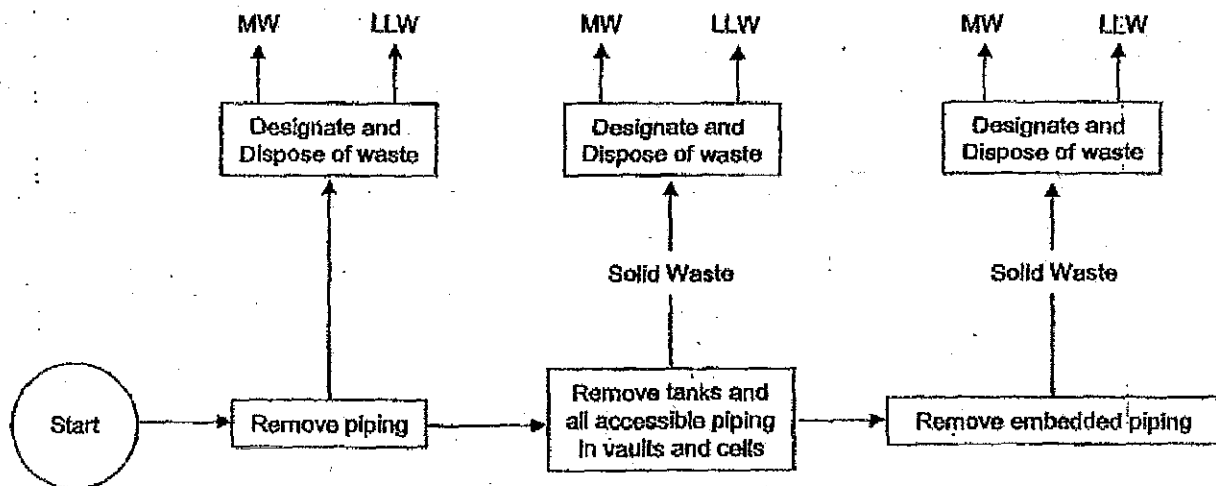 MW LLW MW LLW MW LLW
Designate and
Dispose of waste
Designate and
Dispose of waste
Designate and
Dispose of waste
Solid Waste
Solid Waste
Start
Remove piping
Remove tanks and
all accessible piping
in vaults and cells
Remove embedded piping